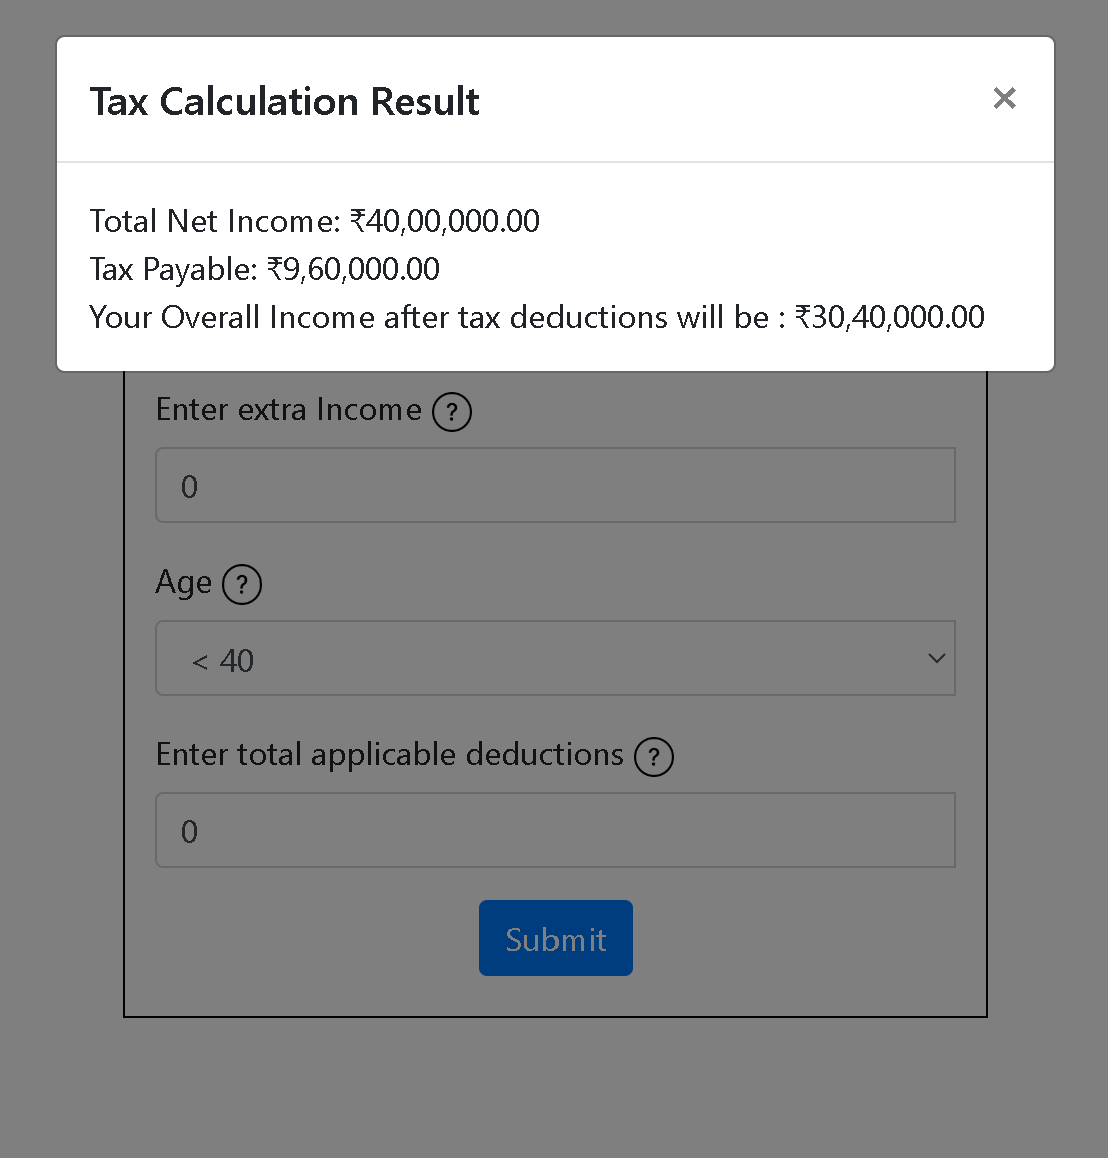 Tax Calculation Result ×
Total Net Income: ₹40,00,000.00
Tax Payable: ₹9,60,000.00
Your Overall Income after tax deductions will be : ₹30,40,000.00
Enter extra Income ?
0
Age ?
< 40
Enter total applicable deductions ?
0
Submit